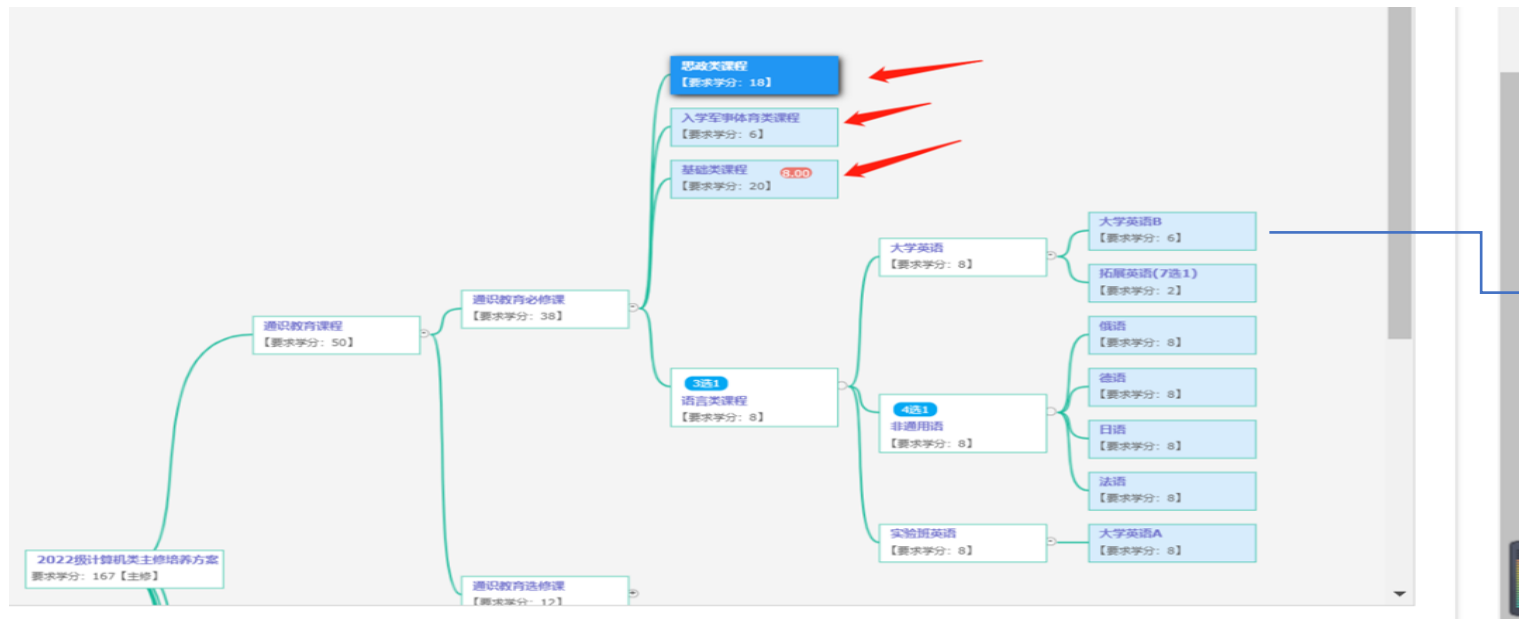 思政类课程
【要求学分：18】
入学军事体育类课程
【要求学分：6】
基础类课程 8.00
【要求学分：20】
大学英语B
【要求学分：6】
大学英语
【要求学分：8】
拓展英语(7选1)
【要求学分：2】
通识教育必修课
【要求学分：38】
通识教育课程
【要求学分：50】
俄语
【要求学分：8】
3选1
语言类课程
【要求学分：8】
德语
【要求学分：8】
4选1
非通用语
【要求学分：8】
日语
【要求学分：8】
法语
【要求学分：8】
实验班英语
【要求学分：8】
大学英语A
【要求学分：8】
2022级计算机类主修培养方案
要求学分：167【主修】
通识教育选修课
【要求学分：12】